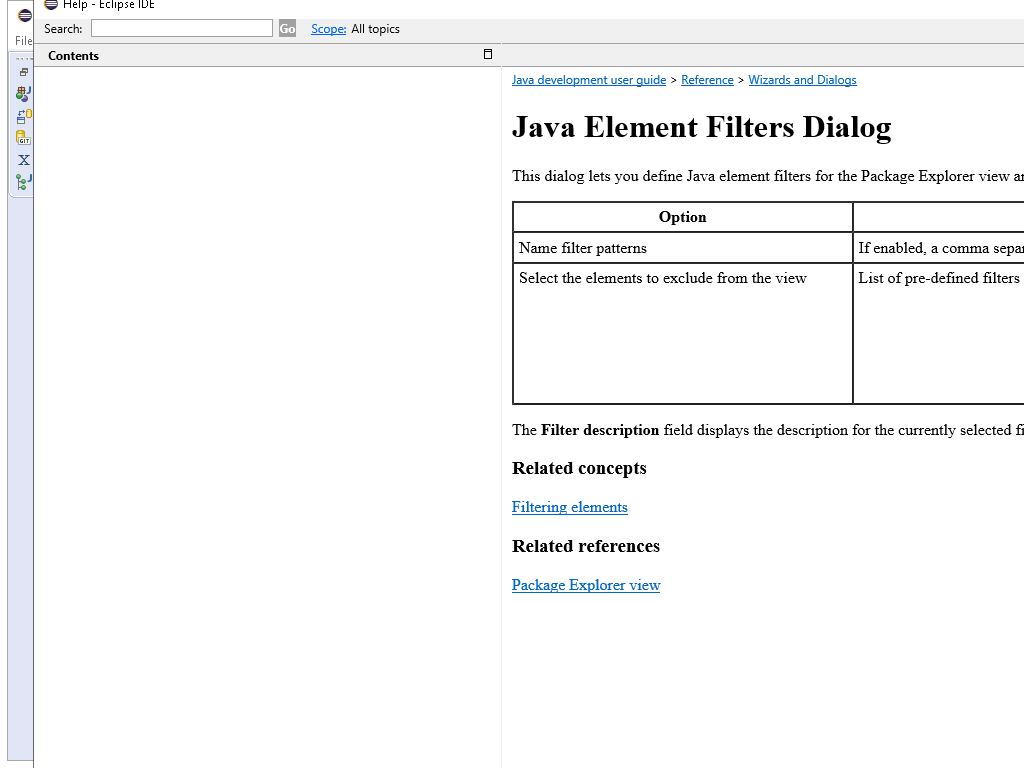 Help - Eclipse IDE
Search: Go Scope: All topics
File
Contents
Java development user guide > Reference > Wizards and Dialogs
Java Element Filters Dialog
This dialog lets you define Java element filters for the Package Explorer view
Option
Name filter patterns If enabled, a comma
Select the elements to exclude from the view List of pre-defined filters
The Filter description field displays the description for the currently selected
Related concepts
Filtering elements
Related references
Package Explorer view
GIT
X